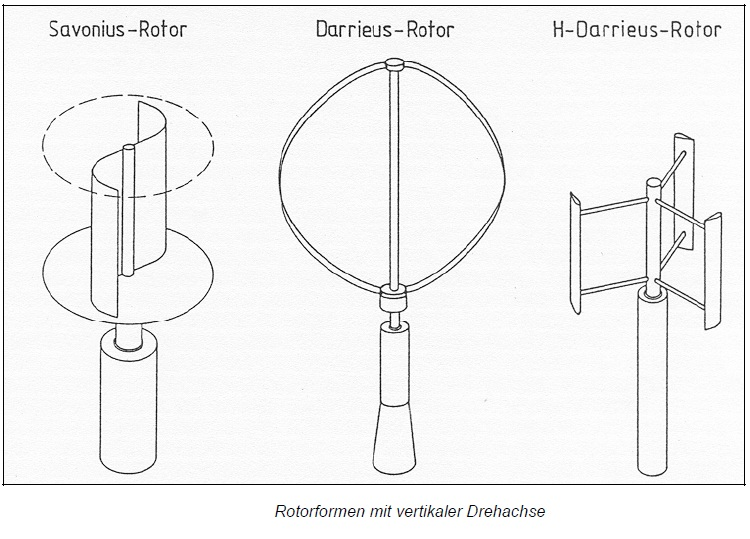 Savonius-Rotor
Darrieus-Rotor
H-Darrieus-Rotor
Rotorformen mit vertikaler Drehachse